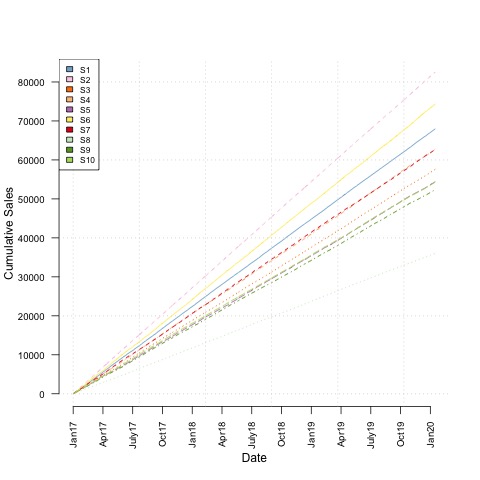 S1
S2
S3
S4
S5
S6
S7
S8
S9
S10
80000
70000
60000
50000
40000
30000
20000
10000
0
Cumulative Sales
Jan17
Apr17
July17
Oct17
Jan18
Apr18
July18
Oct18
Jan19
Apr19
July19
Oct19
Jan20
Date